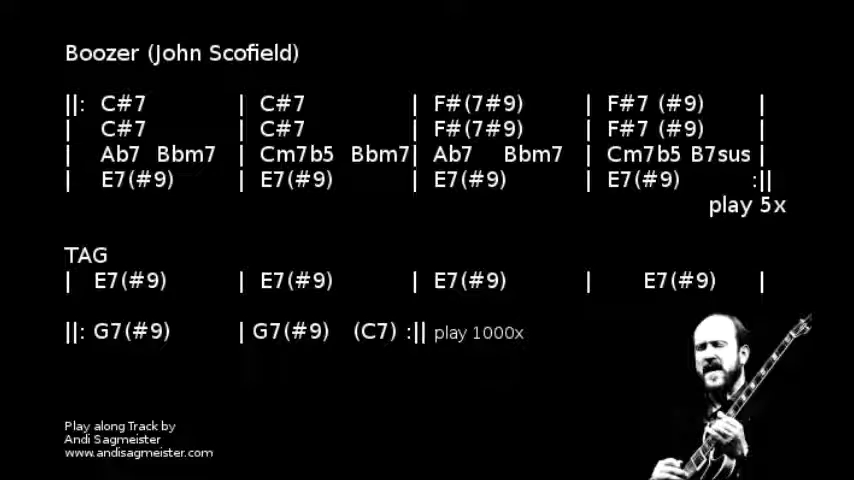 Boozer (John Scofield)
||: C#7 | C#7 | F#(7#9) | F#7 (#9) |
| C#7 | C#7 | F#(7#9) | F#7 (#9) |
| Ab7 Bbm7 | Cm7b5 Bbm7| Ab7 Bbm7 | Cm7b5 B7sus |
| E7(#9) | E7(#9) | E7(#9) | E7(#9) :||
play 5x
TAG
| E7(#9) | E7(#9) | E7(#9) | E7(#9) |
||: G7(#9) | G7(#9) (C7) :|| play 1000x
Play along Track by
Andi Sagmeister
www.andisagmeister.com